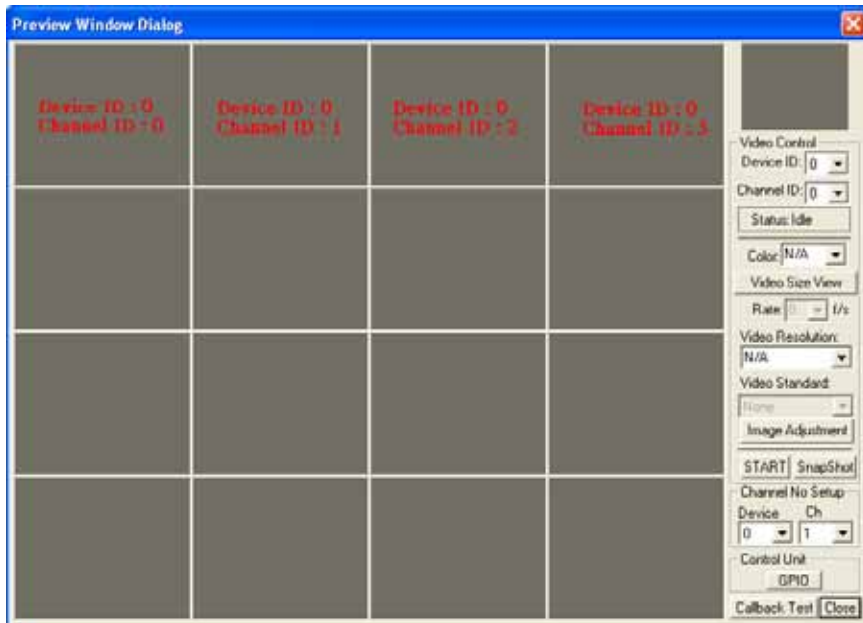 Preview Window Dialog
Device ID : 0
Channel ID : 0
Device ID : 0
Channel ID : 1
Device ID : 0
Channel ID : 2
Device ID : 0
Channel ID : 3
Video Control
Device ID: 0
Channel ID: 0
Status: Idle
Color: N/A
Video Size View
Rate: 0 f/s
Video Resolution:
N/A
Video Standard:
None
Image Adjustment
START SnapShot
Channel No Setup
Device Ch
0 1
Control Unit
GPIO
Callback Test Close